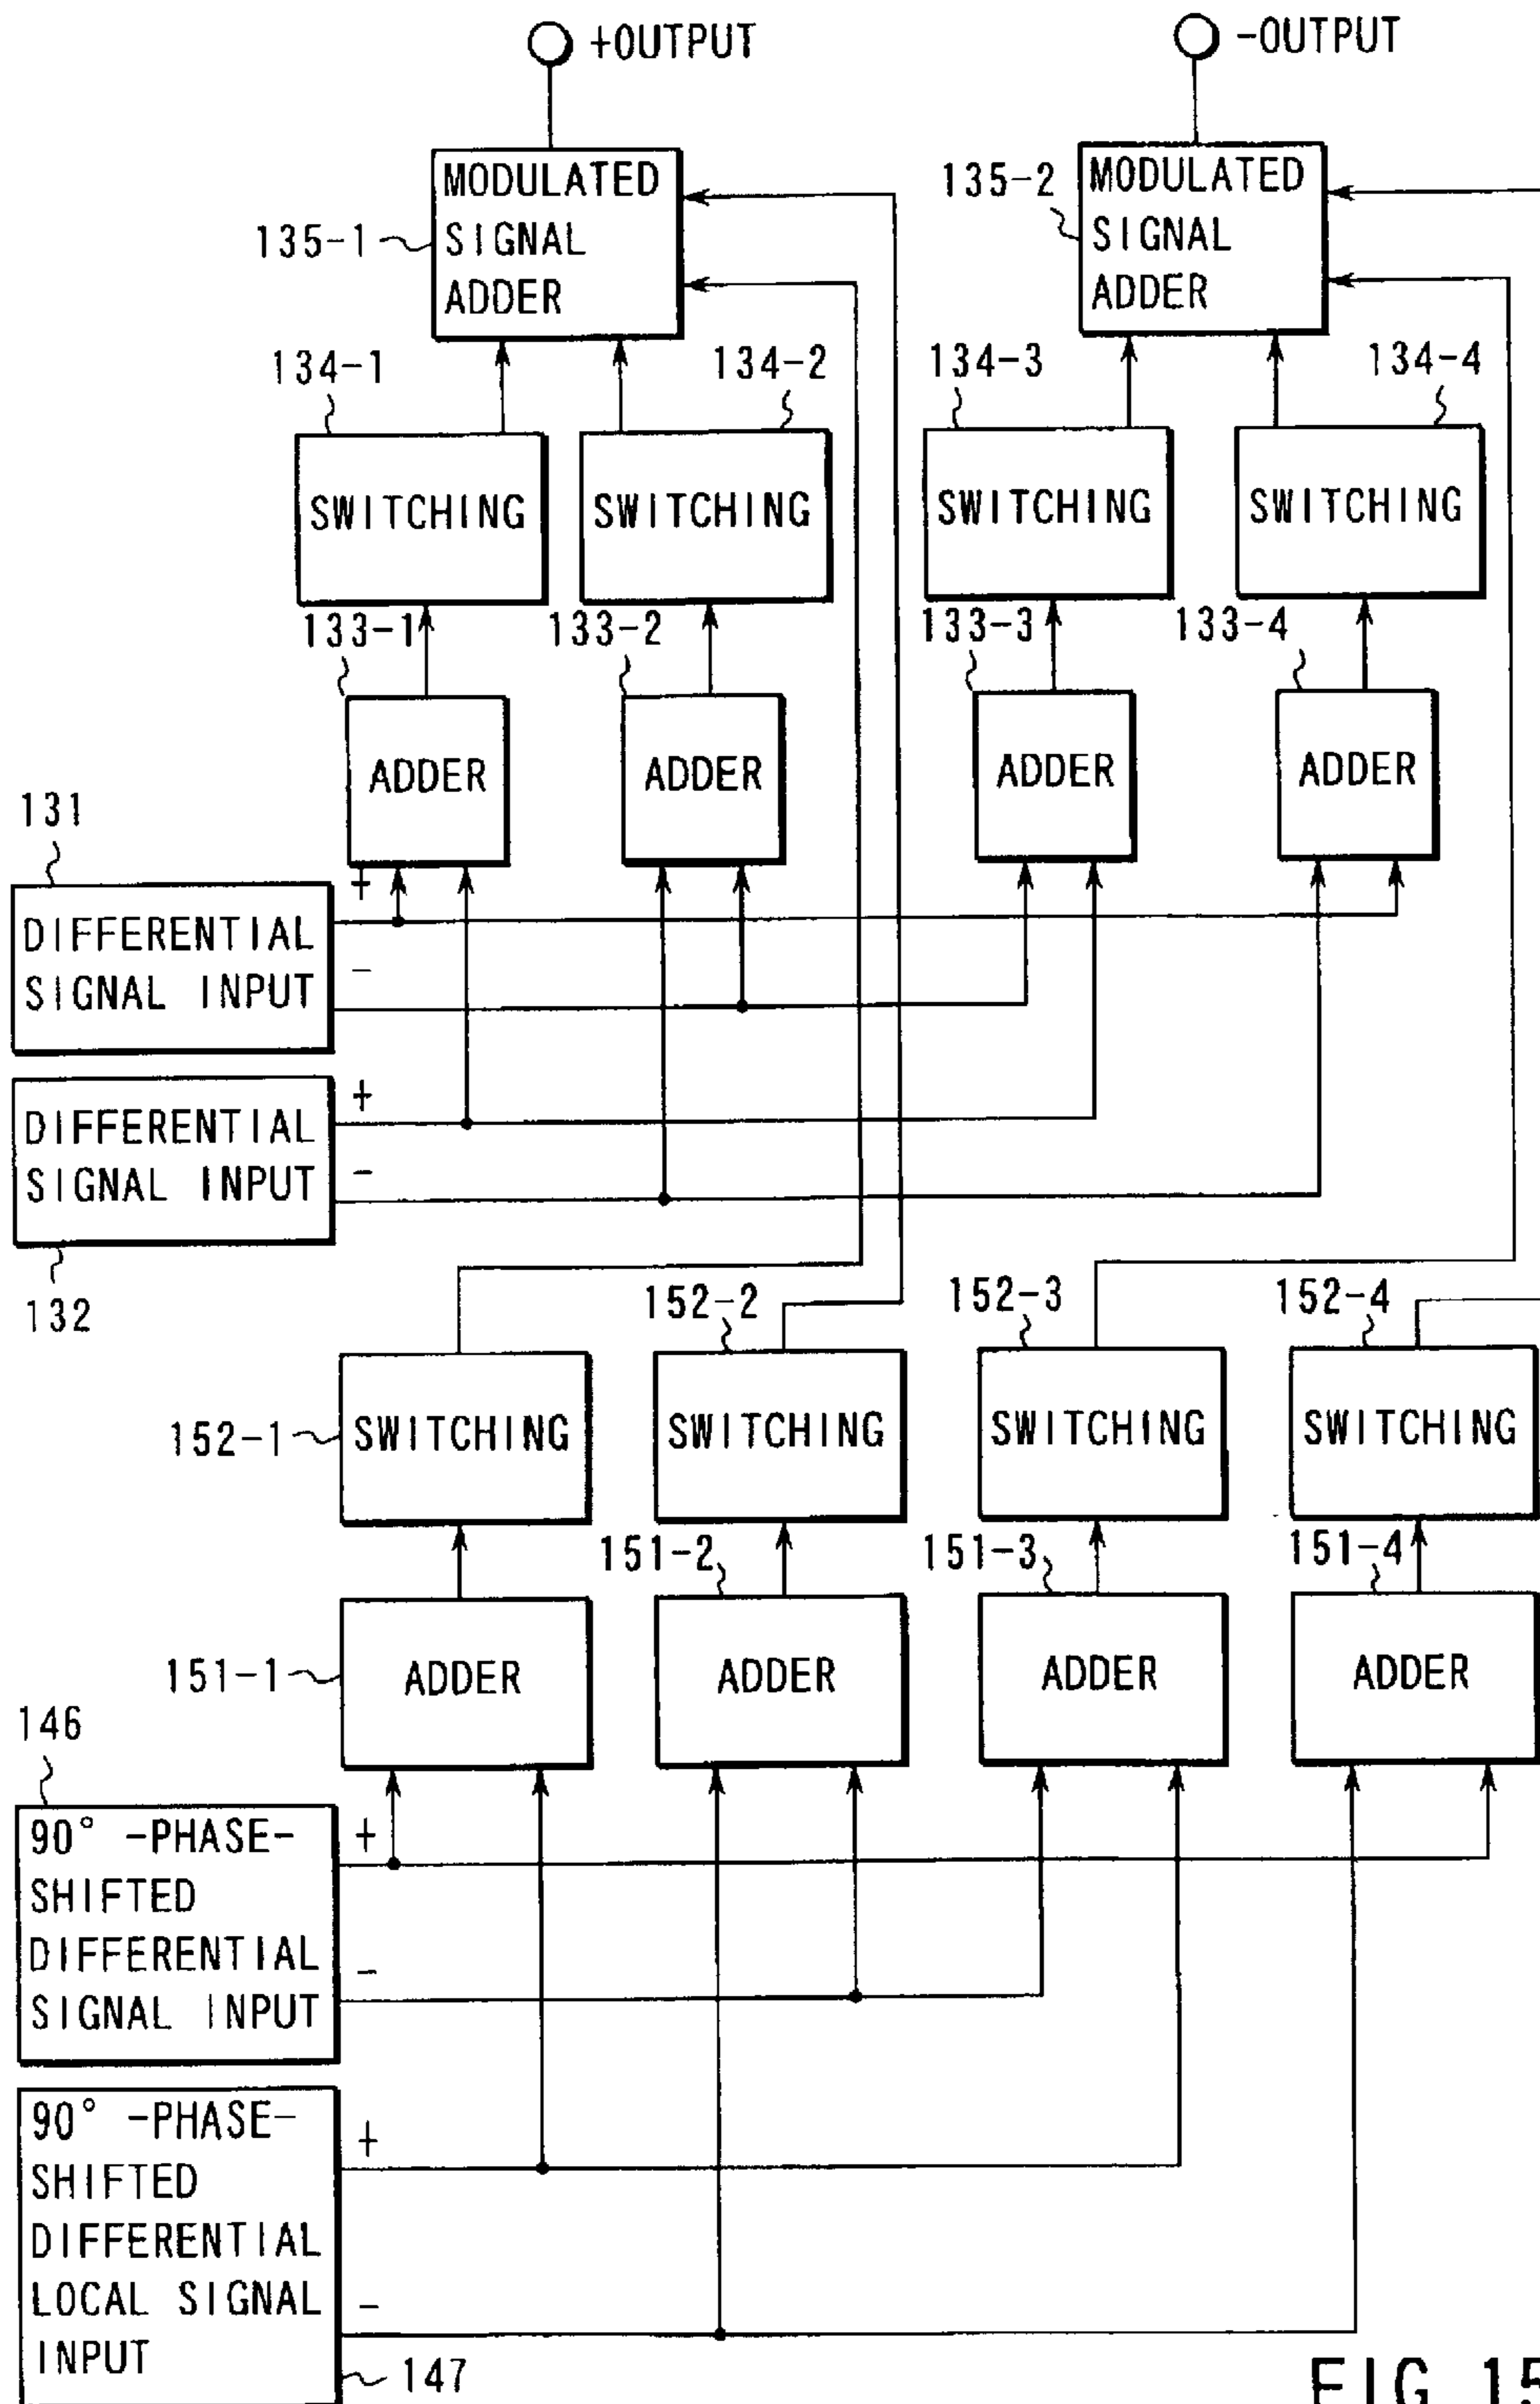 +OUTPUT
-OUTPUT
MODULATED
SIGNAL
ADDER
135-1
135-2
MODULATED
SIGNAL
ADDER
134-1
134-2
134-3
134-4
SWITCHING
SWITCHING
SWITCHING
SWITCHING
133-1
133-2
133-3
133-4
ADDER
ADDER
ADDER
ADDER
131
DIFFERENTIAL
SIGNAL INPUT
+
-
DIFFERENTIAL
SIGNAL INPUT
+
-
132
152-2
152-3
152-4
152-1
SWITCHING
SWITCHING
SWITCHING
SWITCHING
151-2
151-3
151-4
151-1
ADDER
ADDER
ADDER
ADDER
146
90° -PHASE-
SHIFTED
DIFFERENTIAL
SIGNAL INPUT
+
-
90° -PHASE-
SHIFTED
DIFFERENTIAL
LOCAL SIGNAL
INPUT
+
-
147
FIG 15